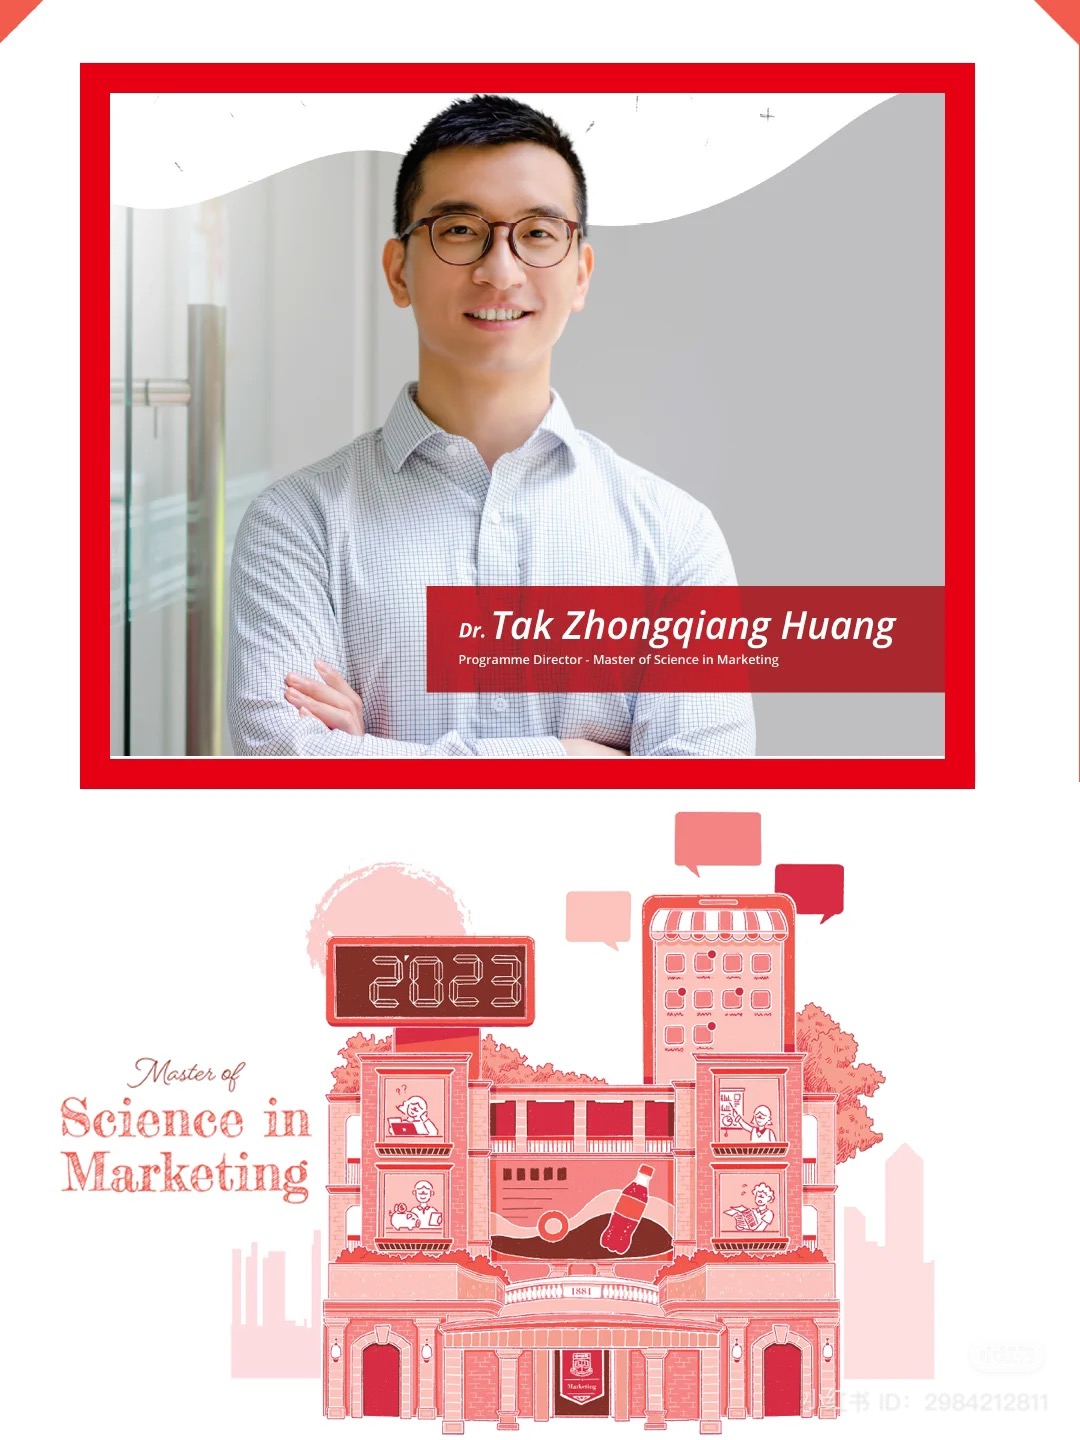 Dr. Tak Zhongqiang Huang
Programme Director - Master of Science in Marketing
2023
Master of
Science in
Marketing
??
1881
Marketing
小红书 ID: 2984212811